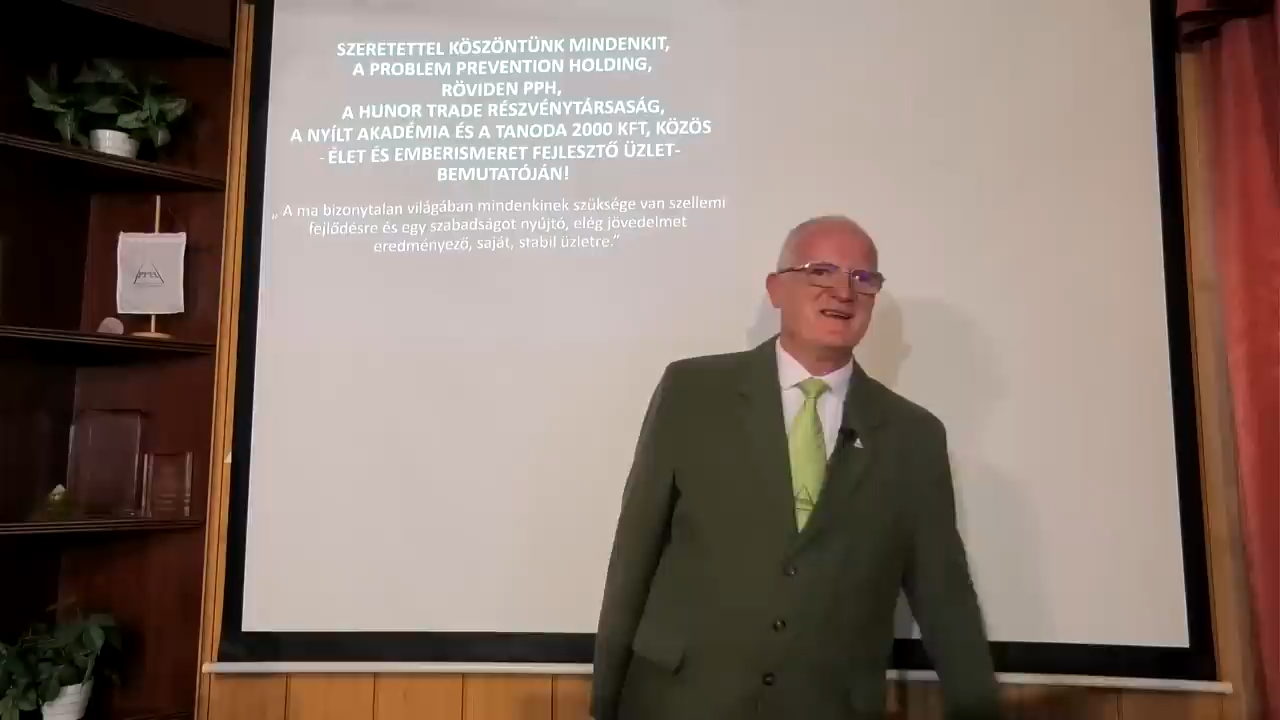 SZERETETTEL KÖSZÖNTÜNK MINDENKIT,
A PROBLEM PREVENTION HOLDING,
RÖVIDEN PPH,
A HUNOR TRADE RÉSZVÉNYTÁRSASÁG,
A NYÍLT AKADÉMIA ÉS A TANODA 2000 KFT, KÖZÖS
- ÉLET ÉS EMBERISMERET FEJLESZTŐ ÜZLET-
BEMUTATÓJÁN!
„ A ma bizonytalan világában mindenkinek szüksége van szellemi
fejlődésre és egy szabadságot nyújtó, elég jövedelmet
eredményező, saját, stabil üzletre.”